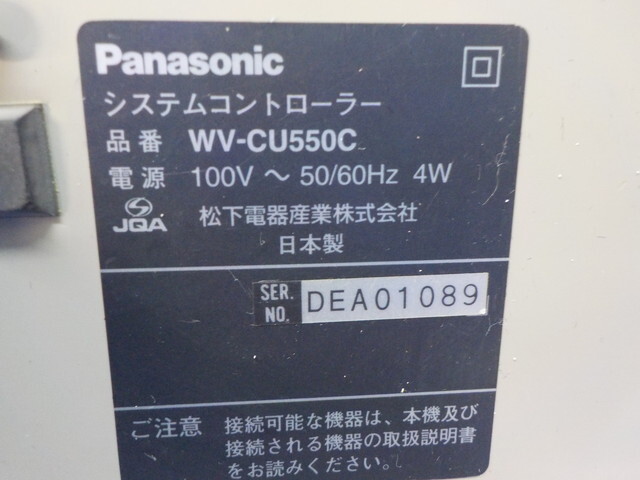 Panasonic
システムコントローラー
品番 WV-CU550C
電源 100V ～ 50/60Hz 4W
JQA 松下電器産業株式会社
日本製
SER. NO. DEA01089
ご注意 接続可能な機器は、本機及び
接続される機器の取扱説明書
をお読みください。